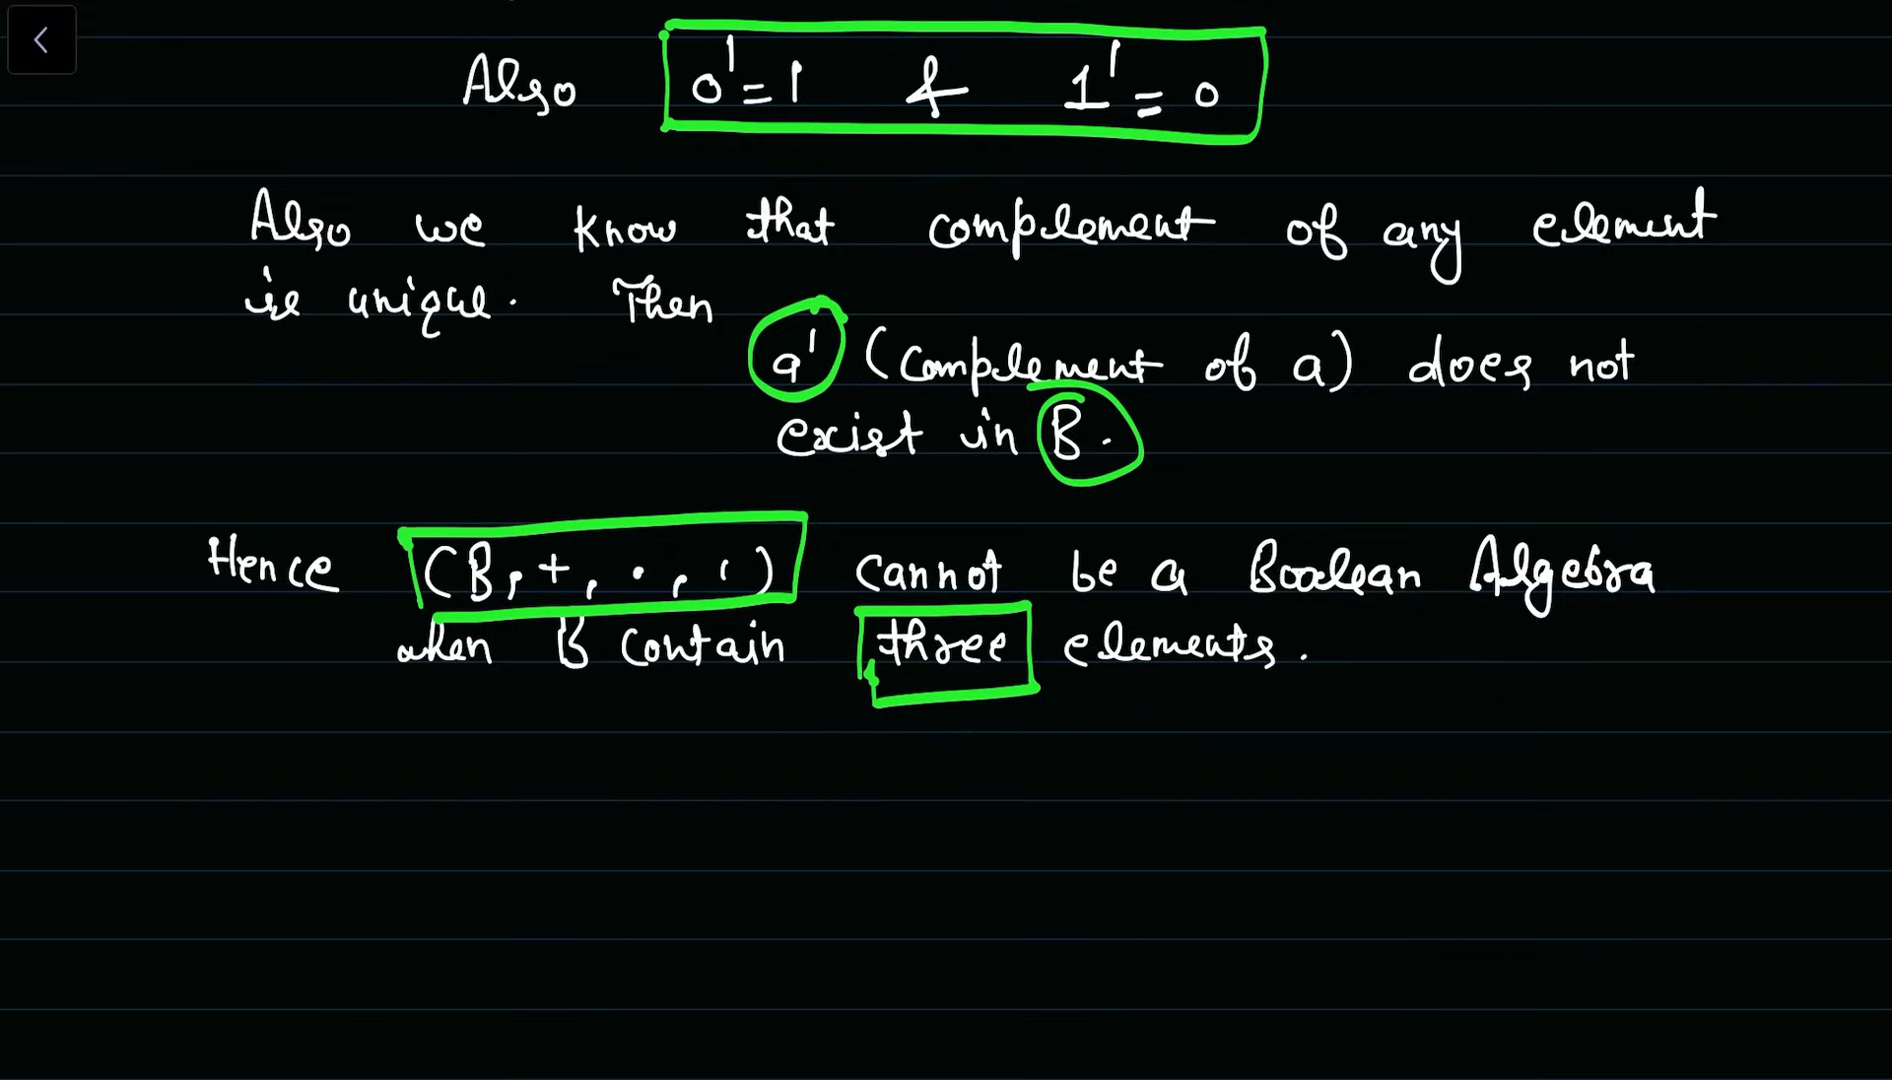 Also 0' = 1 & 1' = 0
Also we know that complement of any element
is unique. Then
a' (complement of a) does not
exist in B.
Hence (B, +, ·, ') cannot be a Boolean Algebra
when B contain three elements.